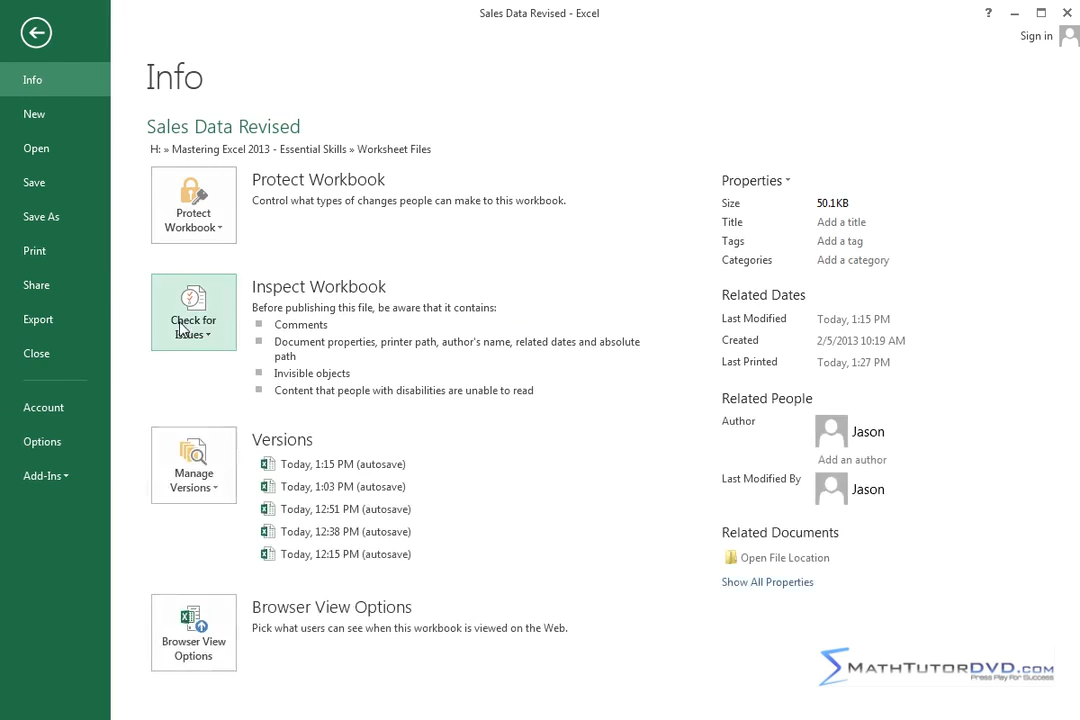 Sales Data Revised - Excel
?
Sign in
Info
New
Open
Save
Save As
Print
Share
Export
Close
Account
Options
Add-Ins
Info
Sales Data Revised
H: » Mastering Excel 2013 - Essential Skills » Worksheet Files
Protect
Workbook
Protect Workbook
Control what types of changes people can make to this workbook.
Check for
Issues
Inspect Workbook
Before publishing this file, be aware that it contains:
Comments
Document properties, printer path, author's name, related dates and absolute
path
Invisible objects
Content that people with disabilities are unable to read
Manage
Versions
Versions
Today, 1:15 PM (autosave)
Today, 1:03 PM (autosave)
Today, 12:51 PM (autosave)
Today, 12:38 PM (autosave)
Today, 12:15 PM (autosave)
Browser View
Options
Browser View Options
Pick what users can see when this workbook is viewed on the Web.
Properties
Size 50.1KB
Title Add a title
Tags Add a tag
Categories Add a category
Related Dates
Last Modified Today, 1:15 PM
Created 2/5/2013 10:19 AM
Last Printed Today, 1:27 PM
Related People
Author Jason
Add an author
Last Modified By Jason
Related Documents
Open File Location
Show All Properties
MathTutorDVD.com
Press Play For Success